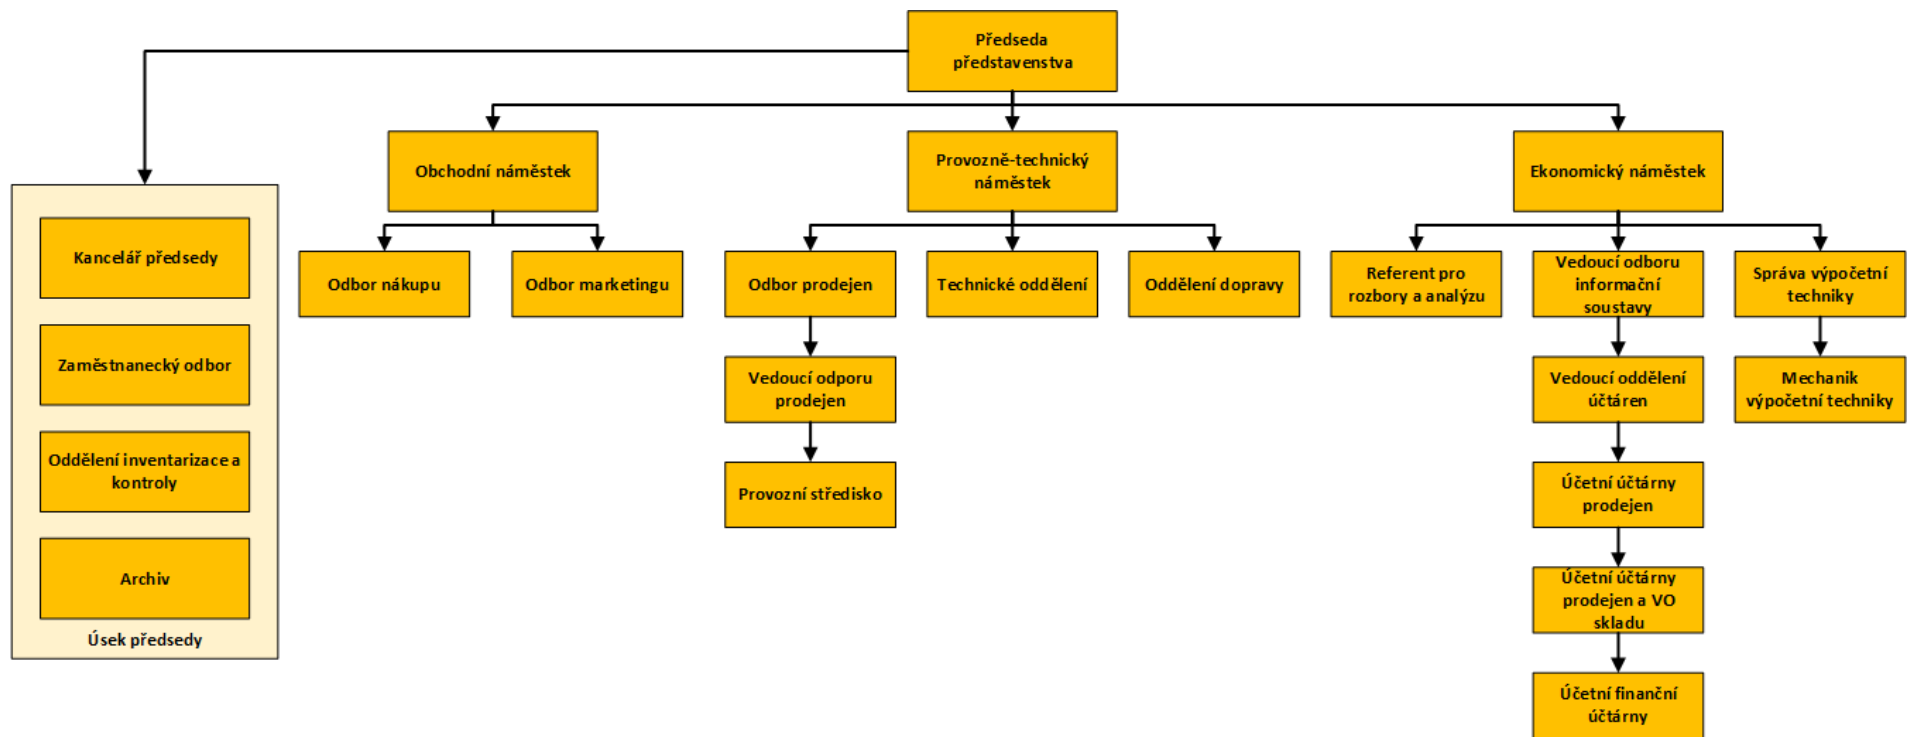 Předseda
představenstva
Obchodní náměstek
Provozně-technický
náměstek
Ekonomický náměstek
Kancelář předsedy
Zaměstnanecký odbor
Oddělení inventarizace a
kontroly
Archiv
Úsek předsedy
Odbor nákupu
Odbor marketingu
Odbor prodejen
Technické oddělení
Oddělení dopravy
Referent pro
rozbory a analýzu
Vedoucí odboru
informační
soustavy
Správa výpočetní
techniky
Vedoucí odporu
prodejen
Vedoucí oddělení
účtáren
Mechanik
výpočetní techniky
Provozní středisko
Účetní účtárny
prodejen
Účetní účtárny
prodejen a VO
skladu
Účetní finanční
účtárny